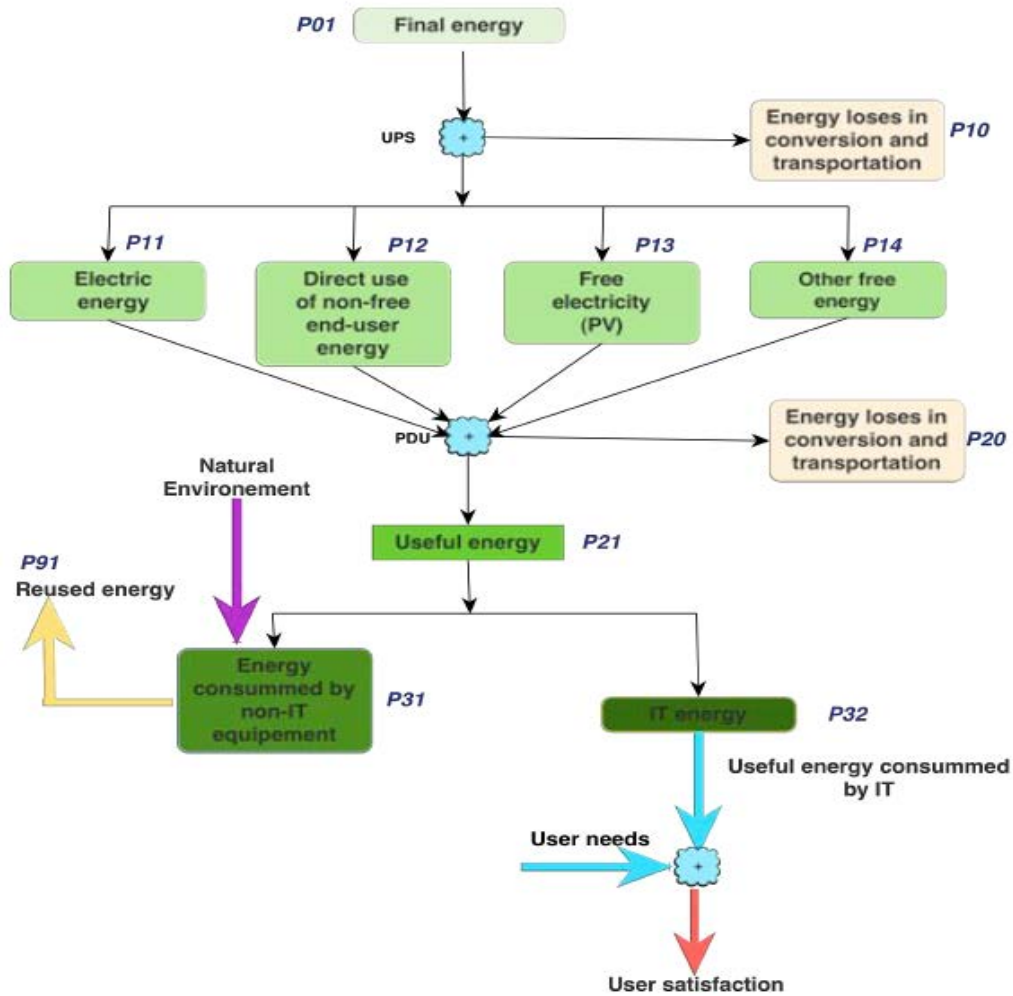 P01
Final energy
UPS
+
Energy loses in
conversion and
transportation
P10
P11
P12
P13
P14
Electric
energy
Direct use
of non-free
end-user
energy
Free
electricity
(PV)
Other free
energy
PDU
+
Energy loses in
conversion and
transportation
P20
Natural
Environement
Useful energy
P21
P91
Reused energy
Energy
consummed by
non-IT
equipement
P31
IT energy
P32
Useful energy consummed
by IT
User needs
+
User satisfaction